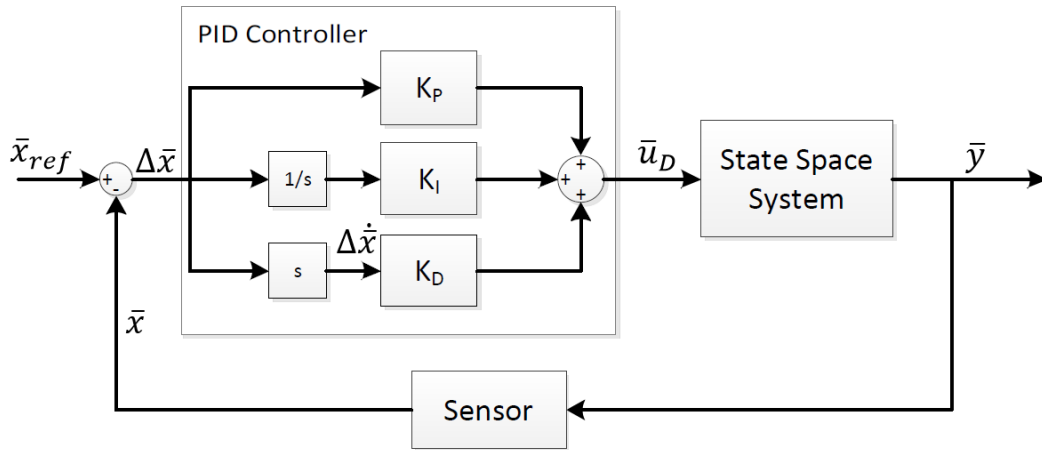 PID Controller
K_P
x̄_ref
+
-
Δx̄
1/s
K_I
+
+
+
ū_D
State Space
System
ȳ
s
Δẋ̄
K_D
x̄
Sensor